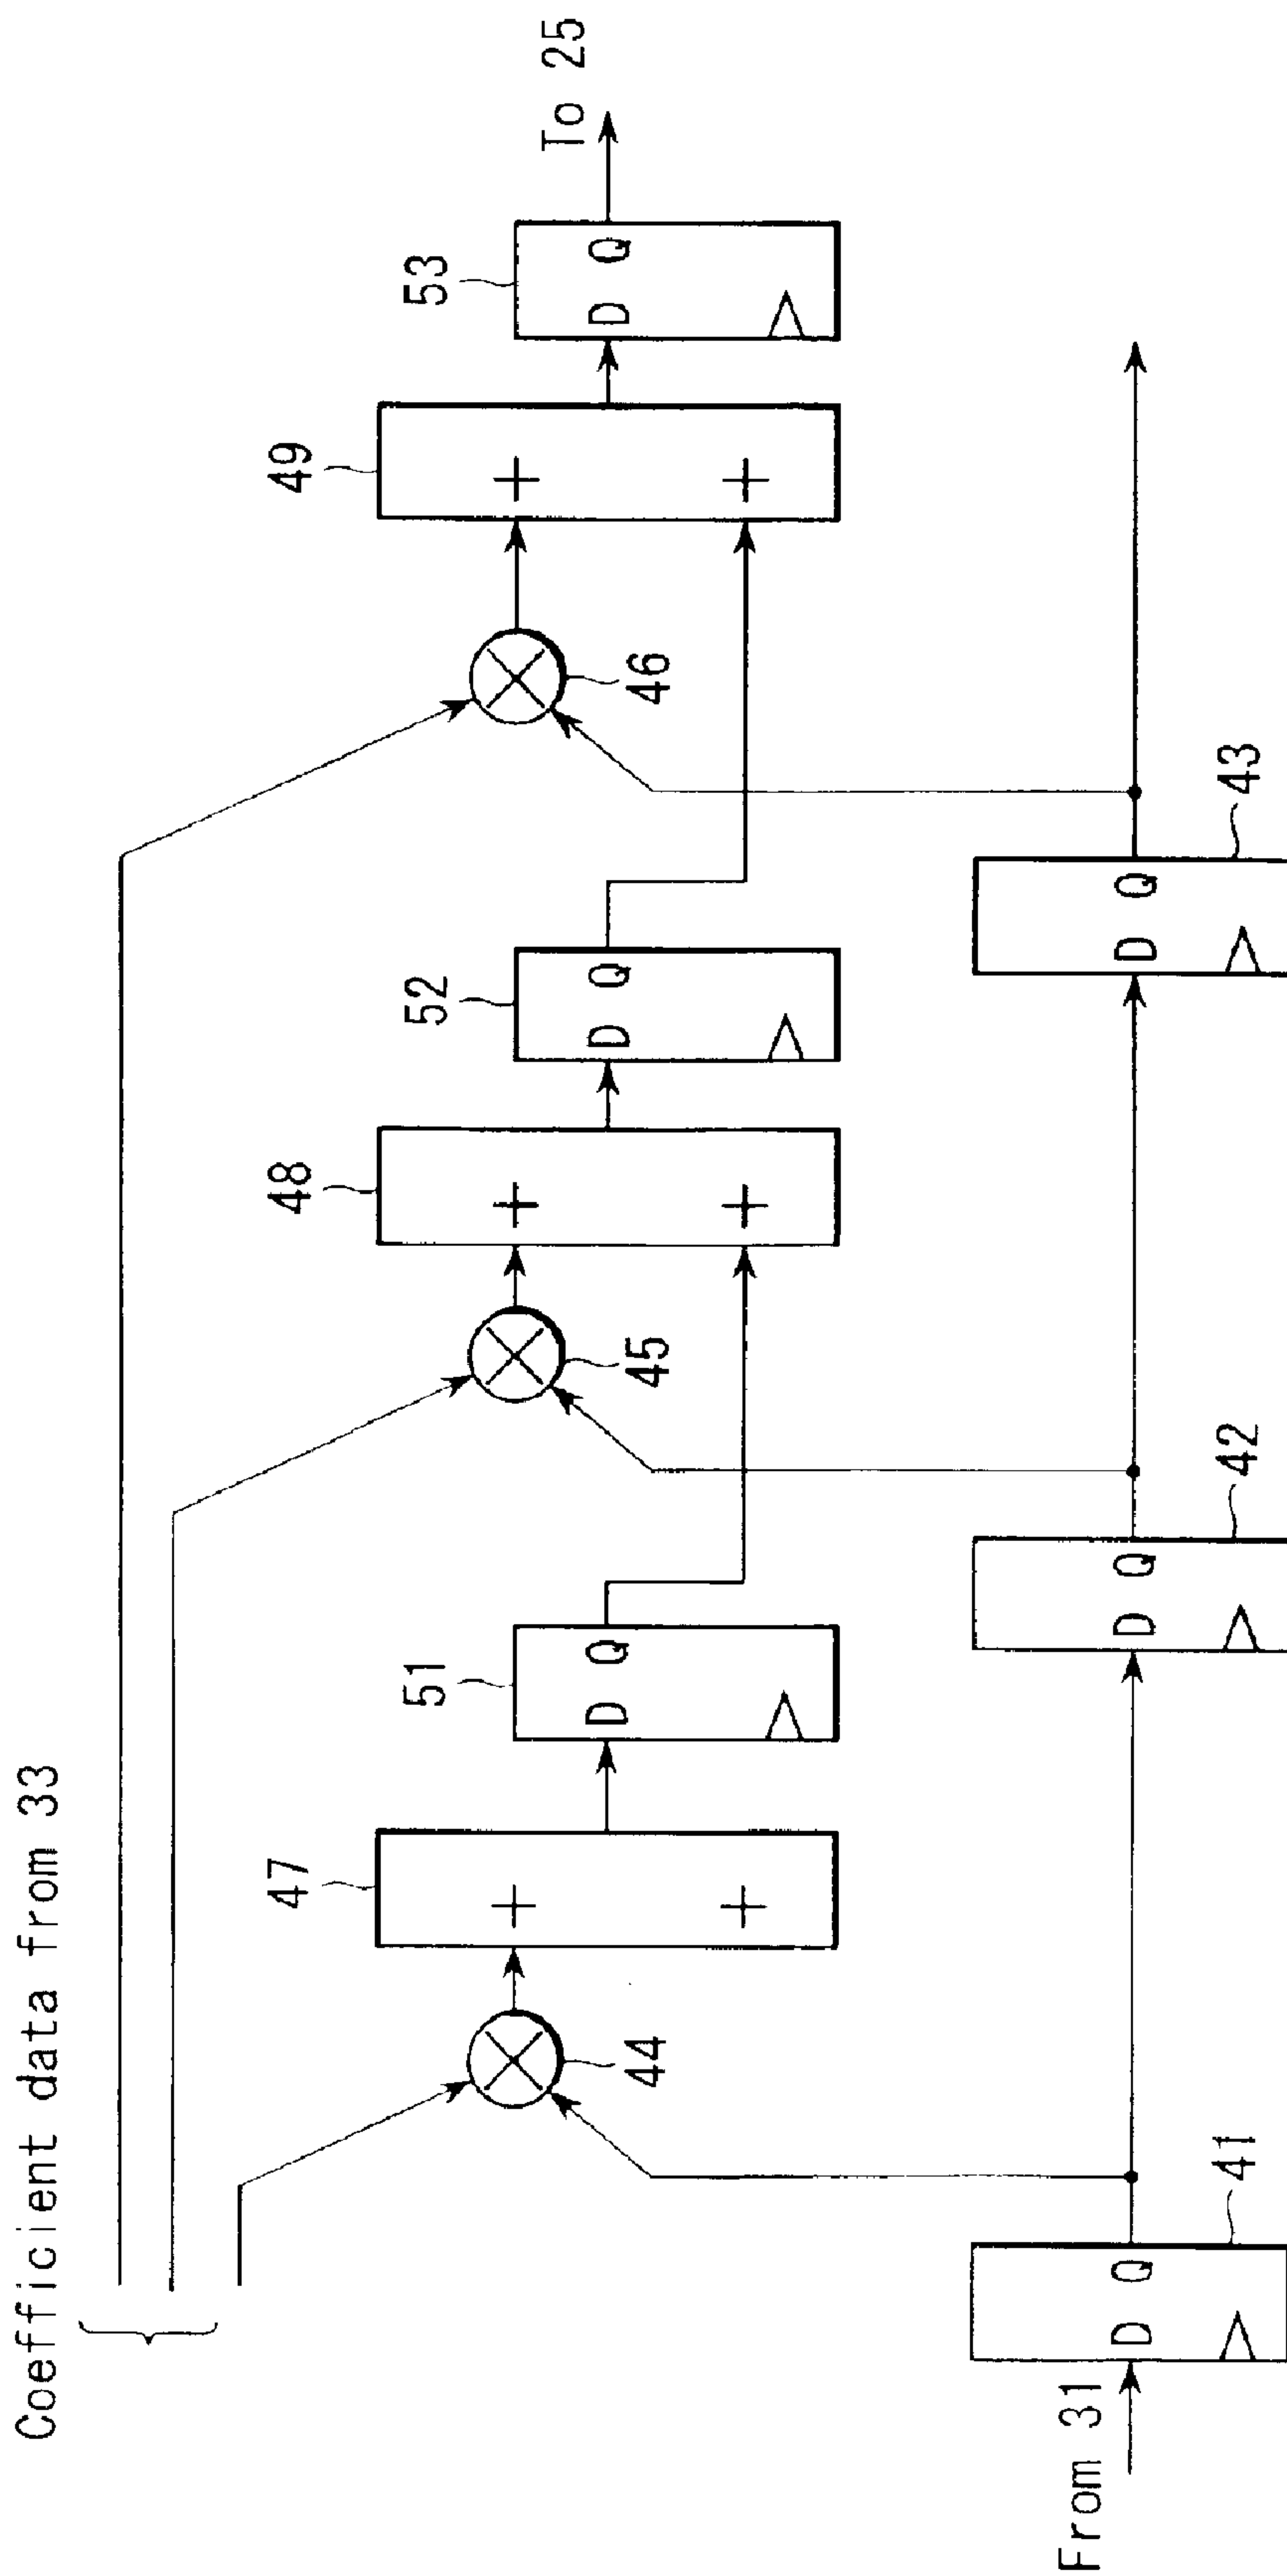 Coefficient data from 33
47
48
49
+
+
+
44
51
45
52
46
53
D Q
D Q
D Q
To 25
+
+
+
From 31
D Q
D Q
D Q
41
42
43